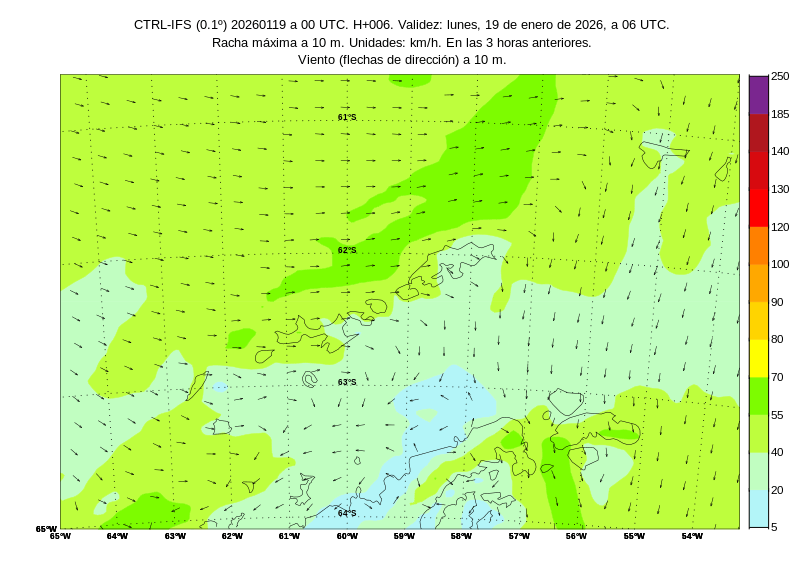 CTRL-IFS (0.1º) 20260119 a 00 UTC. H+006. Validez: lunes, 19 de enero de 2026, a 06 UTC.
Racha máxima a 10 m. Unidades: km/h. En las 3 horas anteriores.
Viento (flechas de dirección) a 10 m.
250
185
140
130
120
100
90
80
70
55
40
20
5
61°S
62°S
63°S
64°S
65°W
65°W 64°W 63°W 62°W 61°W 60°W 59°W 58°W 57°W 56°W 55°W 54°W